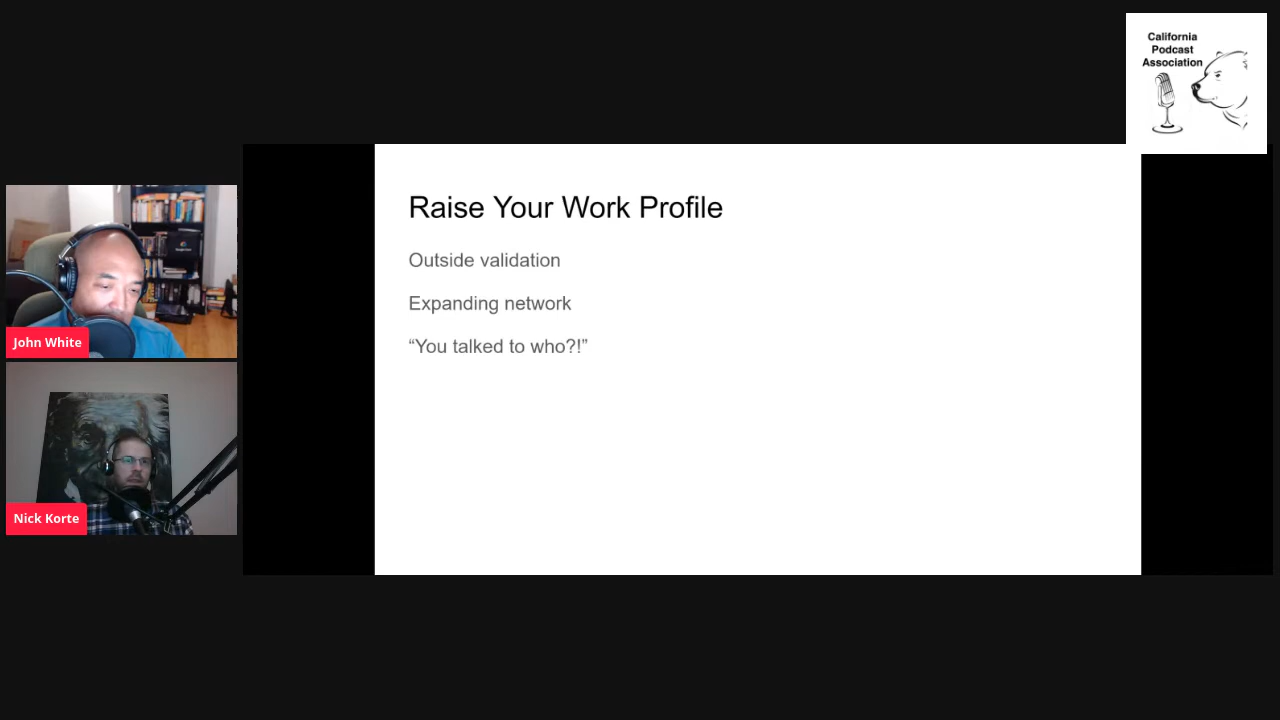 California
Podcast
Association
Raise Your Work Profile
Outside validation
Expanding network
“You talked to who?!”
John White
Nick Korte